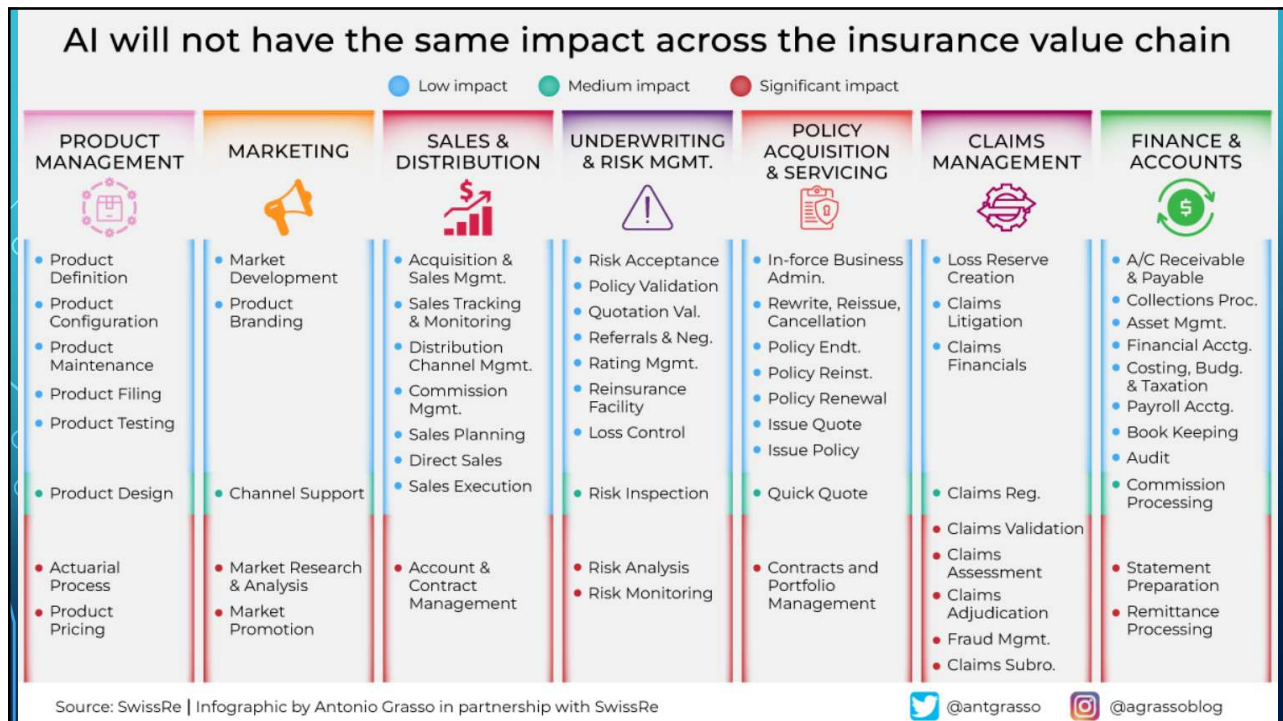 AI will not have the same impact across the insurance value chain
Low impact
Medium impact
Significant impact
PRODUCT
MANAGEMENT
Product
Definition
Product
Configuration
Product
Maintenance
Product Filing
Product Testing
Product Design
Actuarial
Process
Product
Pricing
MARKETING
Market
Development
Product
Branding
Channel Support
Market Research
& Analysis
Market
Promotion
SALES &
DISTRIBUTION
$
Acquisition &
Sales Mgmt.
Sales Tracking
& Monitoring
Distribution
Channel Mgmt.
Commission
Mgmt.
Sales Planning
Direct Sales
Sales Execution
Account &
Contract
Management
UNDERWRITING
& RISK MGMT.
!
Risk Acceptance
Policy Validation
Quotation Val.
Referrals & Neg.
Rating Mgmt.
Reinsurance
Facility
Loss Control
Risk Inspection
Risk Analysis
Risk Monitoring
POLICY
ACQUISITION
& SERVICING
In-force Business
Admin.
Rewrite, Reissue,
Cancellation
Policy Endt.
Policy Reinst.
Policy Renewal
Issue Quote
Issue Policy
Quick Quote
Contracts and
Portfolio
Management
CLAIMS
MANAGEMENT
Loss Reserve
Creation
Claims
Litigation
Claims
Financials
Claims Reg.
Claims Validation
Claims
Assessment
Claims
Adjudication
Fraud Mgmt.
Claims Subro.
FINANCE &
ACCOUNTS
$
A/C Receivable
& Payable
Collections Proc.
Asset Mgmt.
Financial Acctg.
Costing, Budg.
& Taxation
Payroll Acctg.
Book Keeping
Audit
Commission
Processing
Statement
Preparation
Remittance
Processing
Source: SwissRe | Infographic by Antonio Grasso in partnership with SwissRe
@antgrasso
@agrassoblog